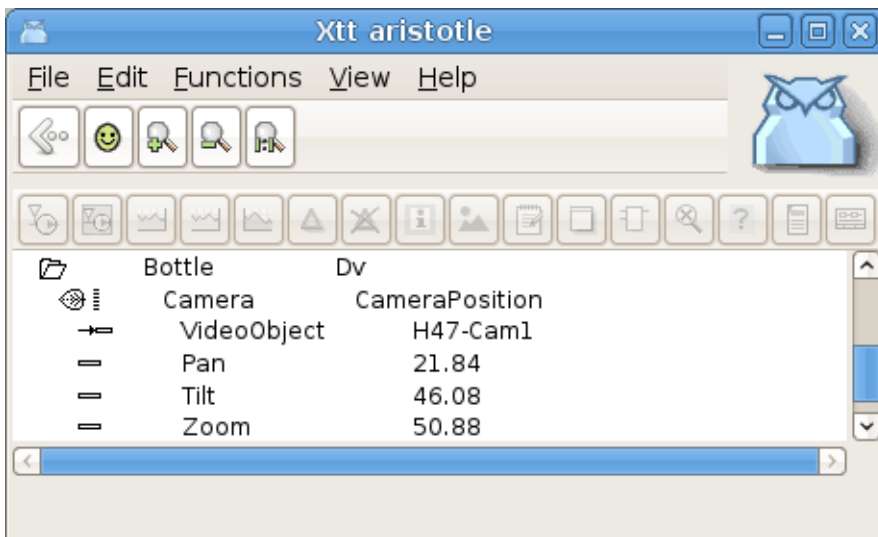 Xtt aristotle
File Edit Functions View Help
Bottle Dv
Camera CameraPosition
VideoObject H47-Cam1
Pan 21.84
Tilt 46.08
Zoom 50.88